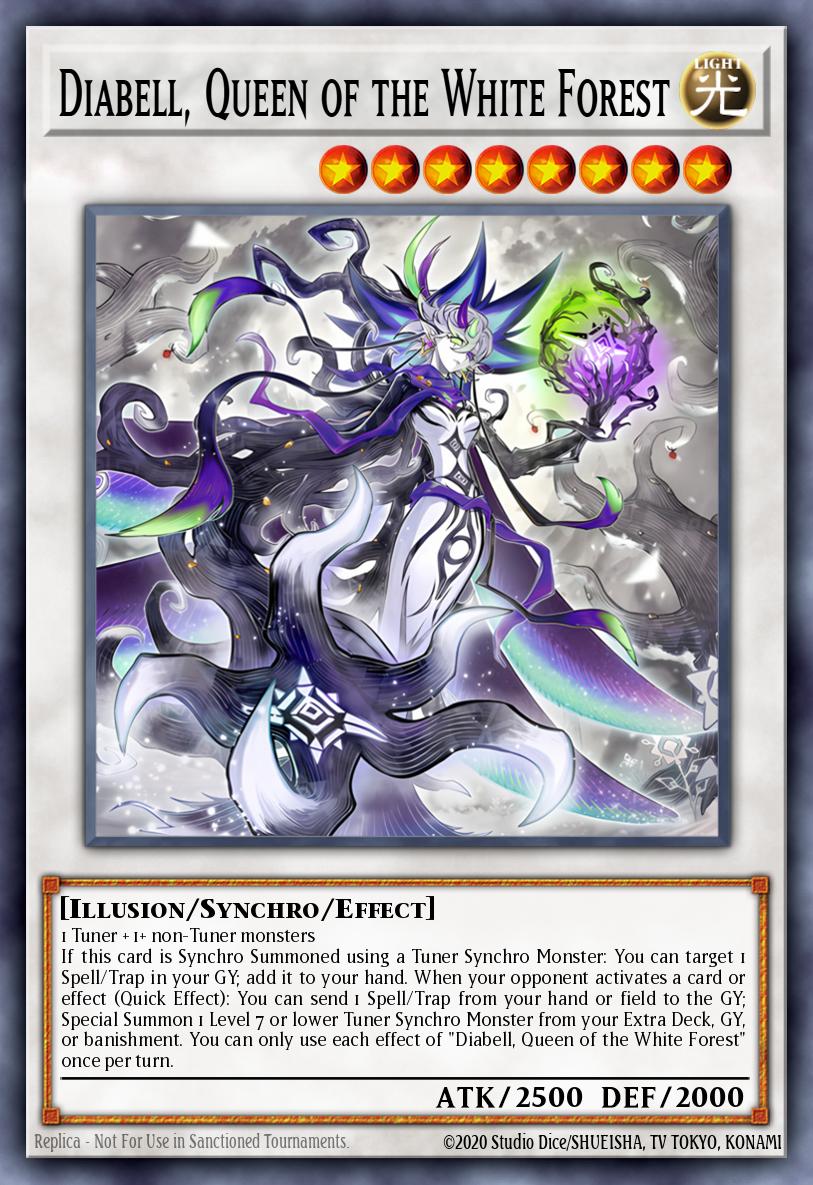 Diabell, Queen of the White Forest
LIGHT
光
[Illusion/Synchro/Effect]
1 Tuner + 1+ non-Tuner monsters
If this card is Synchro Summoned using a Tuner Synchro Monster: You can target 1
Spell/Trap in your GY; add it to your hand. When your opponent activates a card or
effect (Quick Effect): You can send 1 Spell/Trap from your hand or field to the GY;
Special Summon 1 Level 7 or lower Tuner Synchro Monster from your Extra Deck, GY,
or banishment. You can only use each effect of "Diabell, Queen of the White Forest"
once per turn.
ATK/2500 DEF/2000
Replica - Not For Use in Sanctioned Tournaments.
©2020 Studio Dice/SHUEISHA, TV TOKYO, KONAMI